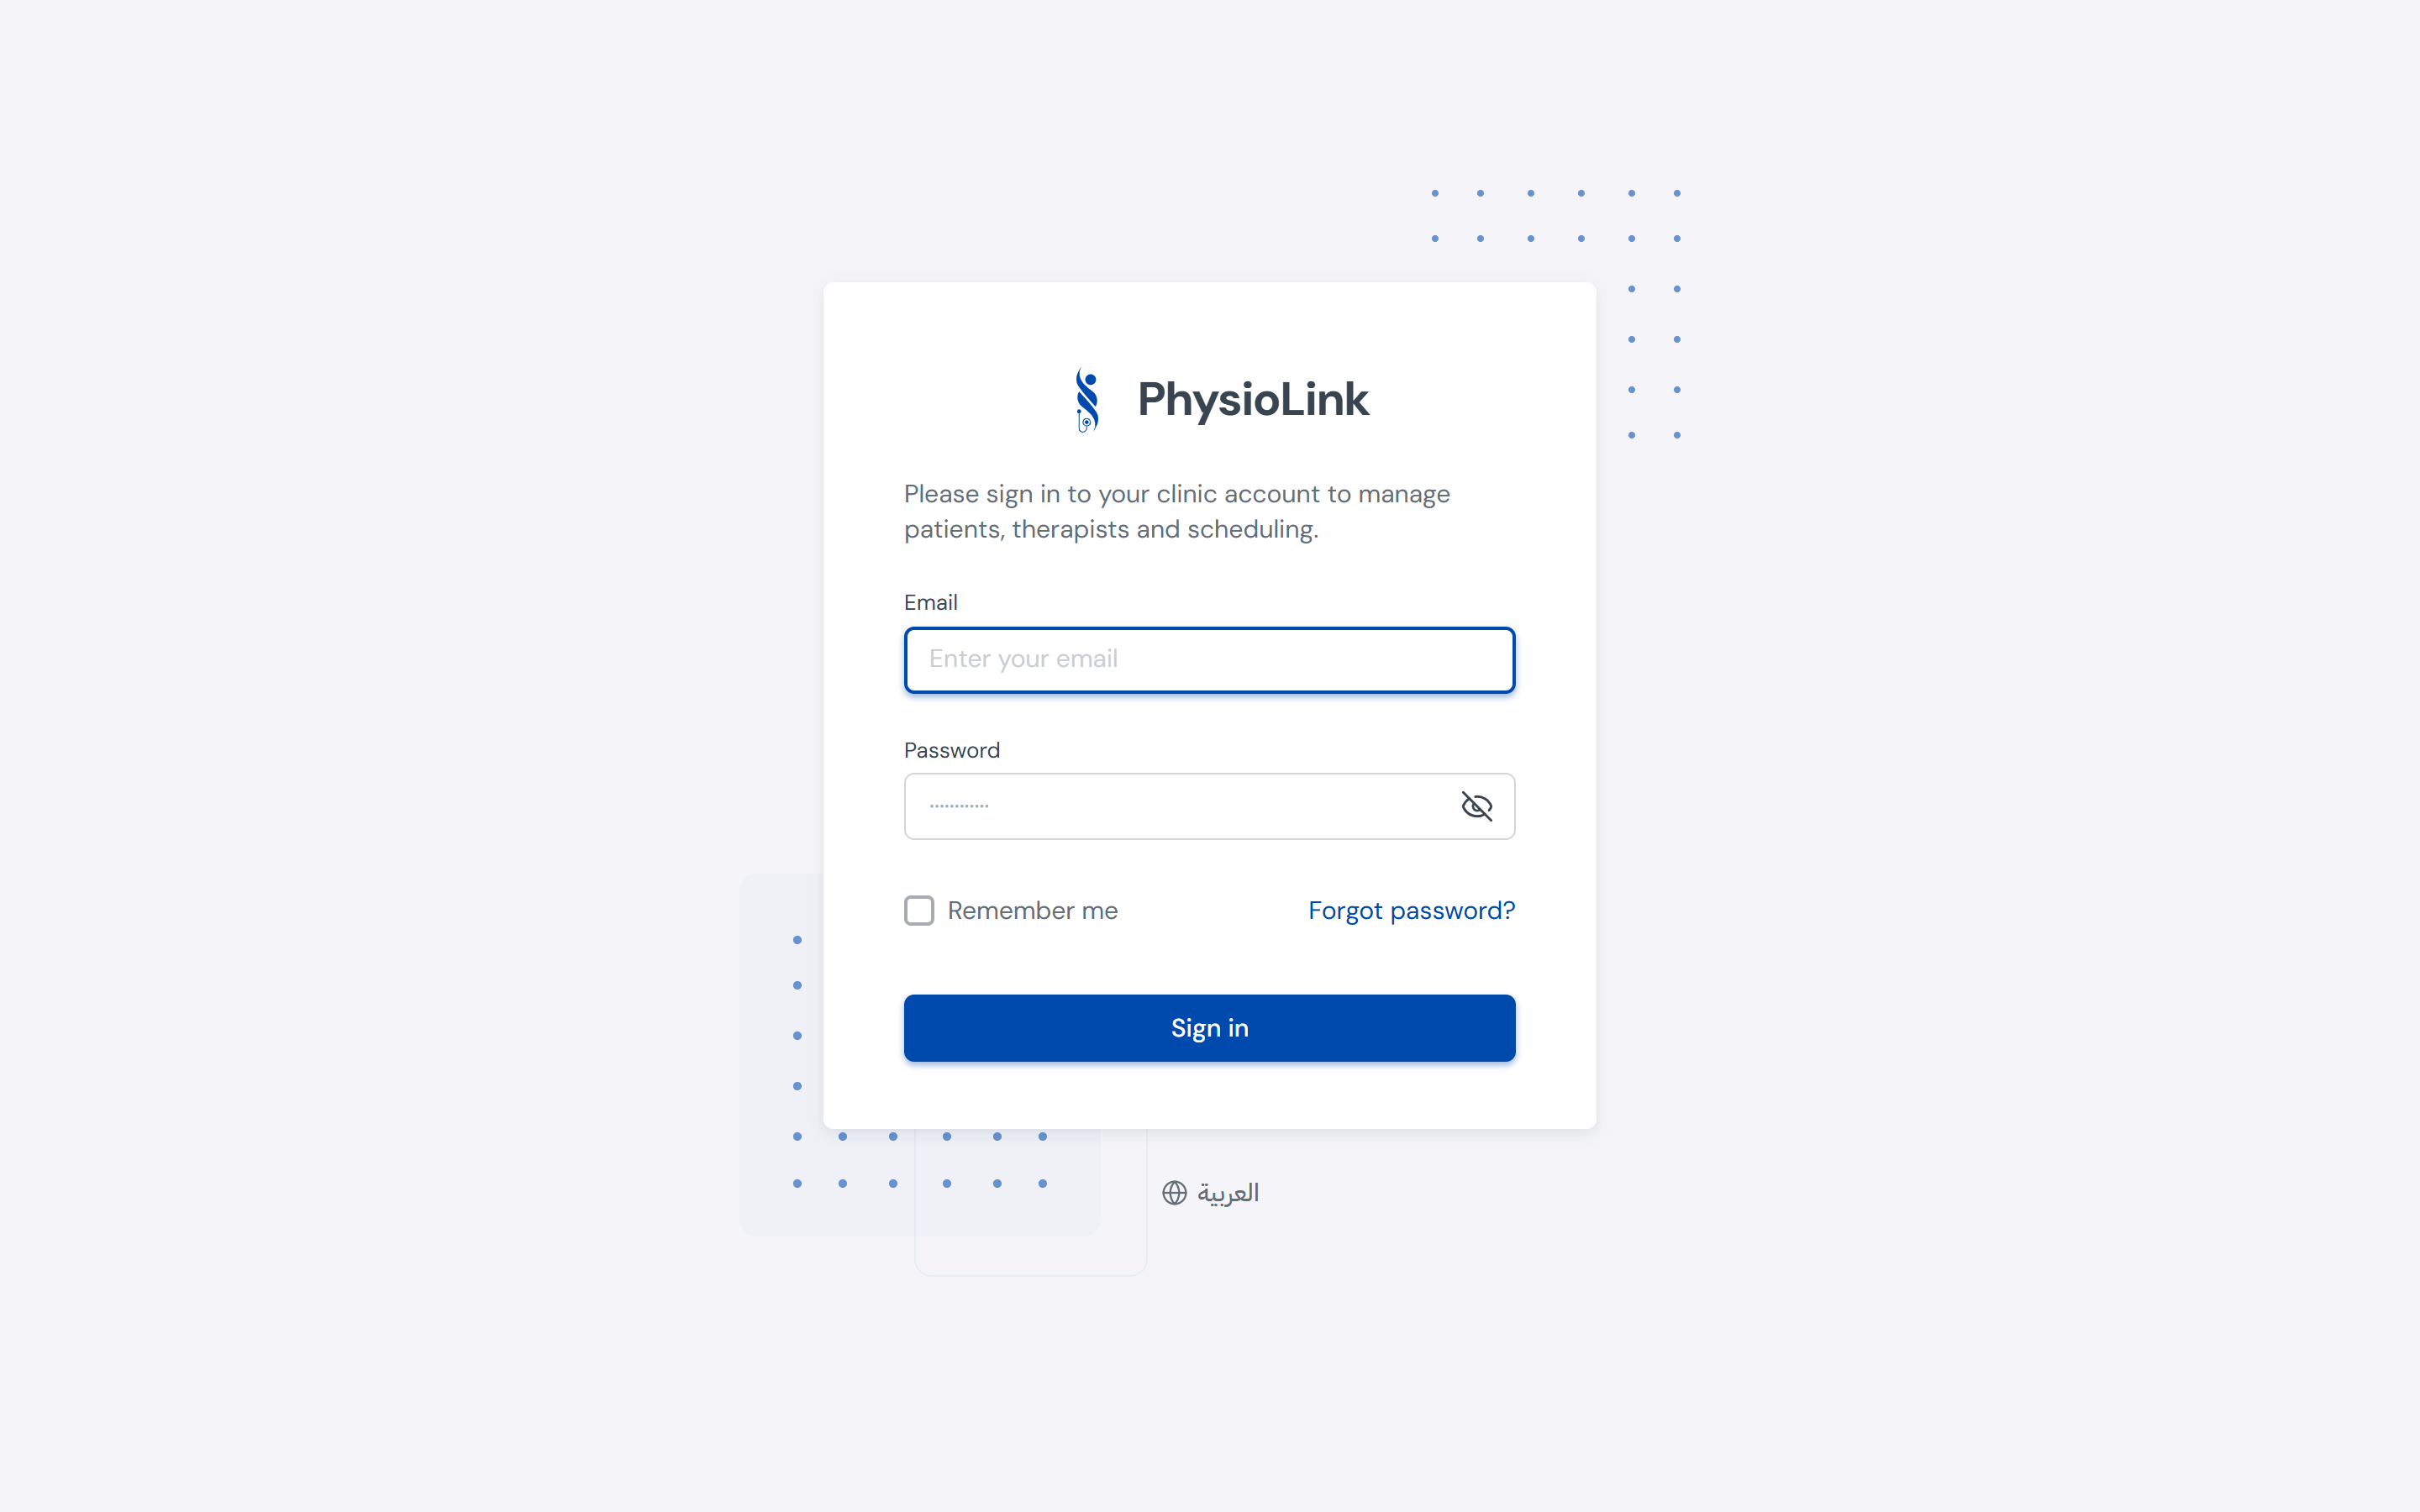 PhysioLink
Please sign in to your clinic account to manage
patients, therapists and scheduling.
Email
Enter your email
Password
············
Remember me
Forgot password?
Sign in
العربية